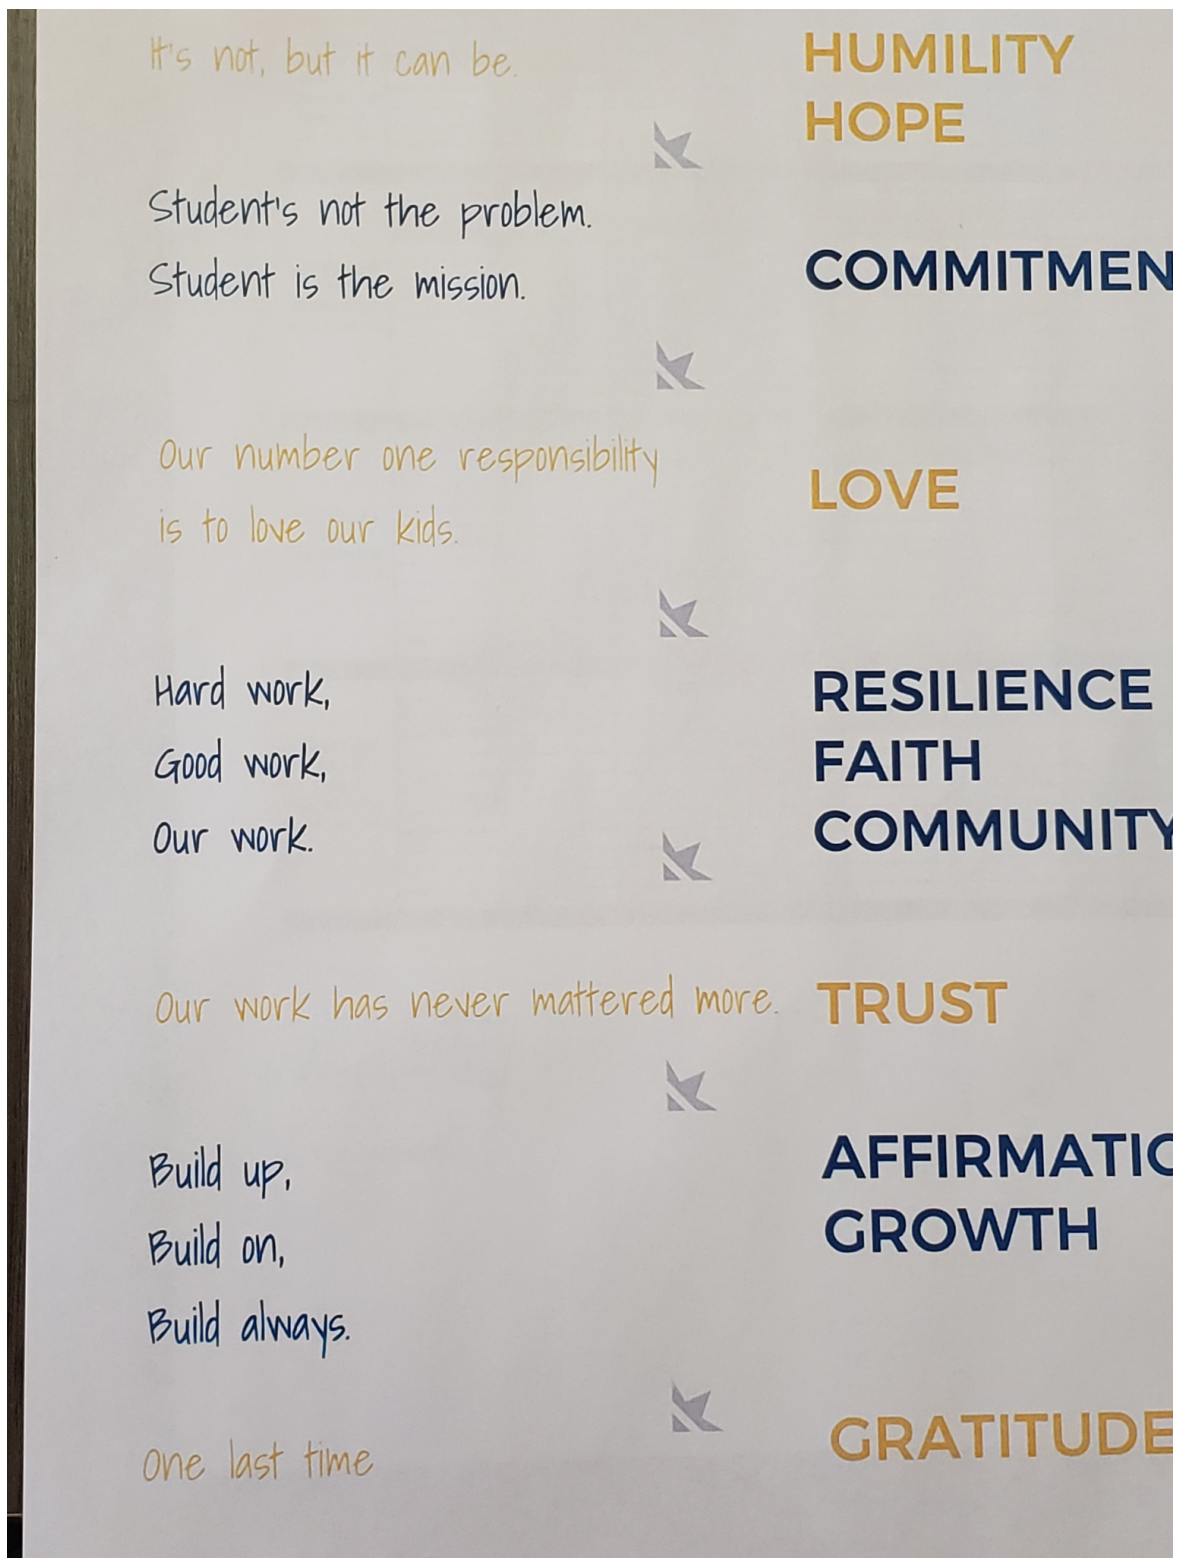 It's not, but it can be.
HUMILITY
HOPE
Student's not the problem.
Student is the mission.
COMMITMEN
Our number one responsibility
is to love our kids.
LOVE
Hard work,
Good work,
Our work.
RESILIENCE
FAITH
COMMUNITY
Our work has never mattered more.
TRUST
Build up,
Build on,
Build always.
AFFIRMATIO
GROWTH
One last time
GRATITUDE